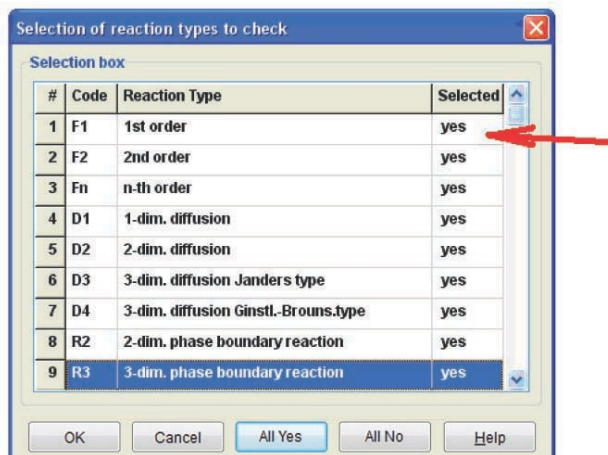 Selection of reaction types to check
Selection box
# Code Reaction Type Selected
1 F1 1st order yes
2 F2 2nd order yes
3 Fn n-th order yes
4 D1 1-dim. diffusion yes
5 D2 2-dim. diffusion yes
6 D3 3-dim. diffusion Janders type yes
7 D4 3-dim. diffusion Ginstl.-Brouns.type yes
8 R2 2-dim. phase boundary reaction yes
9 R3 3-dim. phase boundary reaction yes
OK Cancel All Yes All No Help